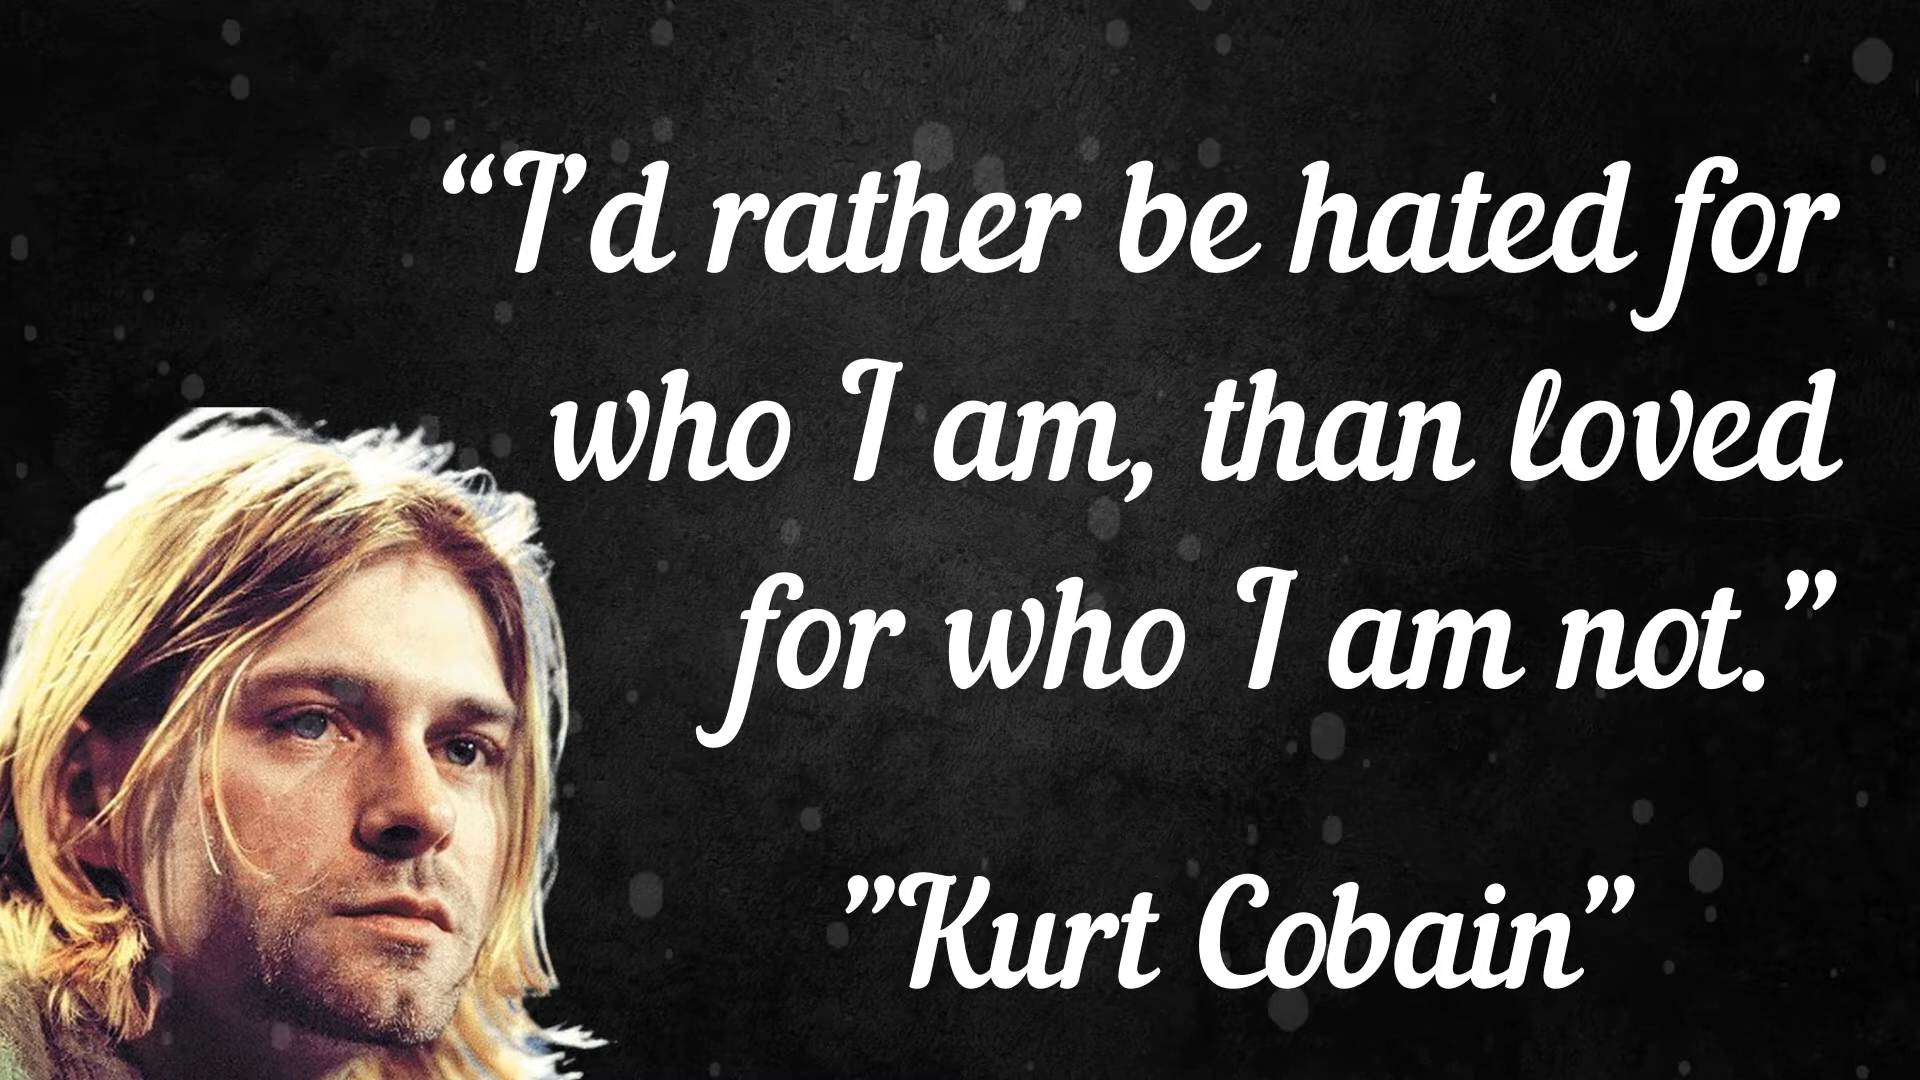 “I’d rather be hated for
who I am, than loved
for who I am not.”
”Kurt Cobain”